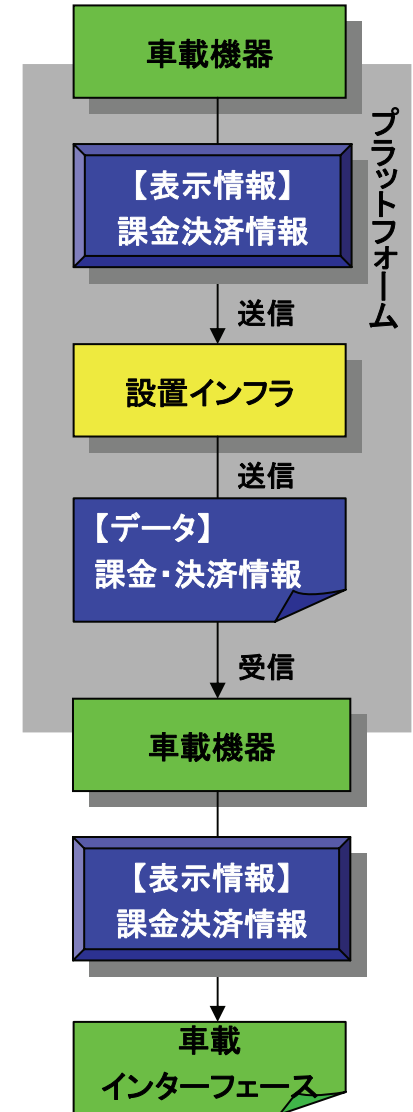 車載機器
プラットフォーム
【表示情報】
課金決済情報
送信
設置インフラ
送信
【データ】
課金・決済情報
受信
車載機器
【表示情報】
課金決済情報
車載
インターフェース